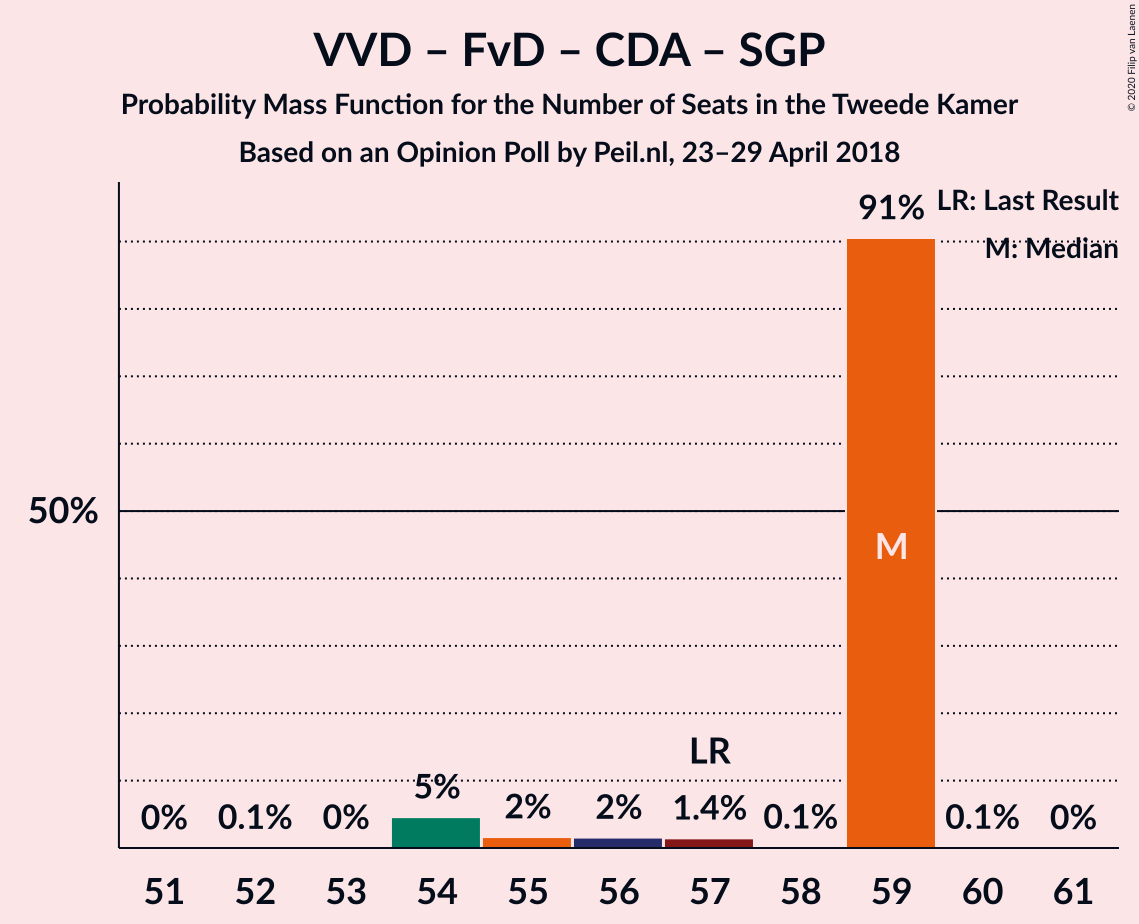 VVD – FvD – CDA – SGP
Probability Mass Function for the Number of Seats in the Tweede Kamer
Based on an Opinion Poll by Peil.nl, 23–29 April 2018
© 2020 Filip van Laenen
LR: Last Result
M: Median
91%
50%
M
LR
0% 0.1% 0% 5% 2% 2% 1.4% 0.1% 0.1% 0%
51 52 53 54 55 56 57 58 59 60 61